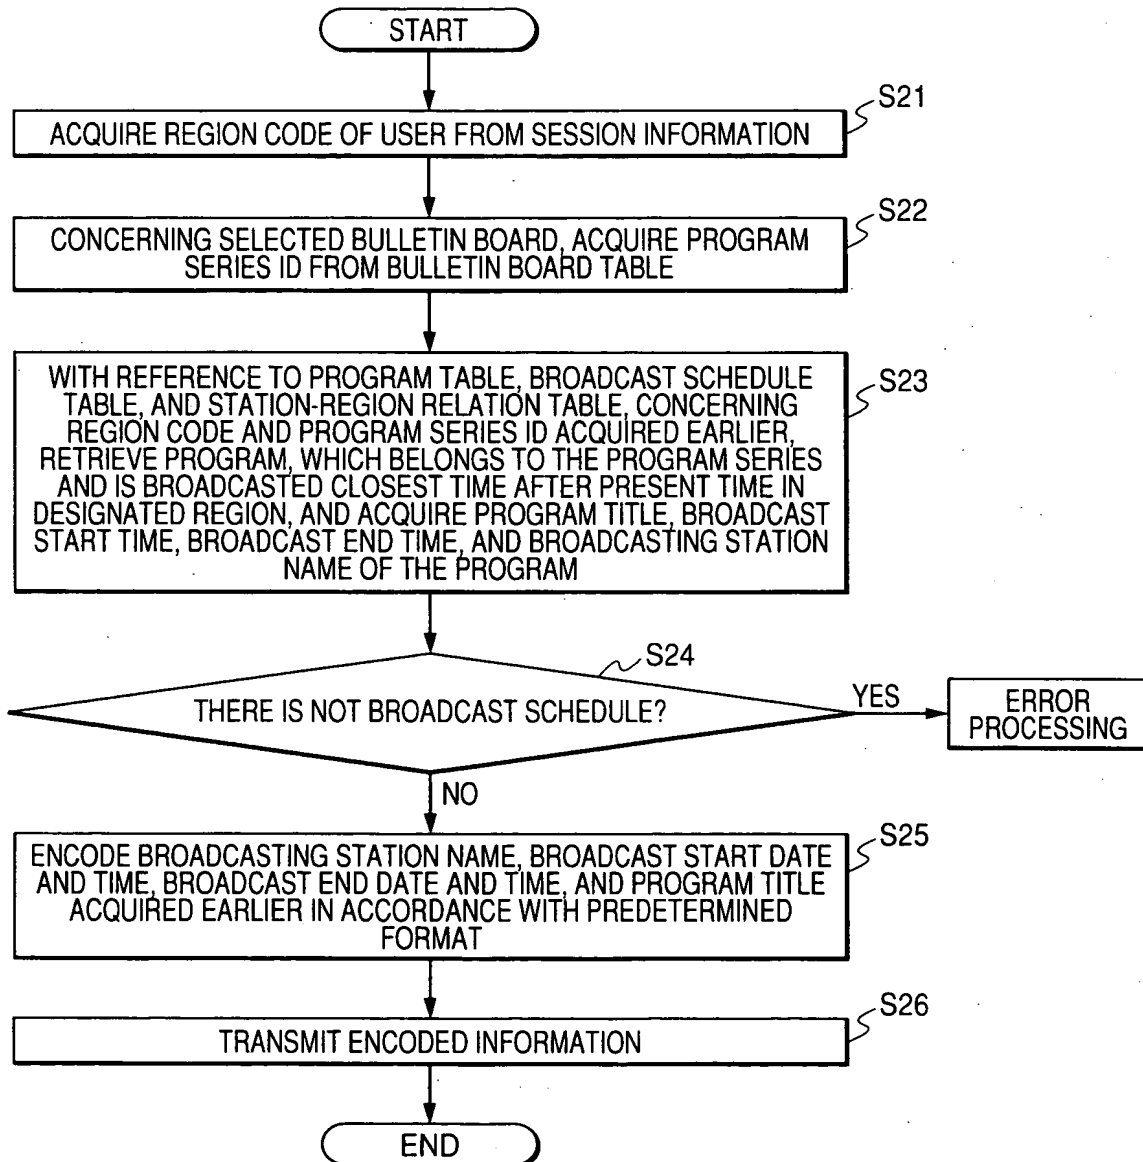 START
S21
ACQUIRE REGION CODE OF USER FROM SESSION INFORMATION
S22
CONCERNING SELECTED BULLETIN BOARD, ACQUIRE PROGRAM
SERIES ID FROM BULLETIN BOARD TABLE
S23
WITH REFERENCE TO PROGRAM TABLE, BROADCAST SCHEDULE
TABLE, AND STATION-REGION RELATION TABLE, CONCERNING
REGION CODE AND PROGRAM SERIES ID ACQUIRED EARLIER,
RETRIEVE PROGRAM, WHICH BELONGS TO THE PROGRAM SERIES
AND IS BROADCASTED CLOSEST TIME AFTER PRESENT TIME IN
DESIGNATED REGION, AND ACQUIRE PROGRAM TITLE, BROADCAST
START TIME, BROADCAST END TIME, AND BROADCASTING STATION
NAME OF THE PROGRAM
S24
THERE IS NOT BROADCAST SCHEDULE?
YES
ERROR
PROCESSING
NO
S25
ENCODE BROADCASTING STATION NAME, BROADCAST START DATE
AND TIME, BROADCAST END DATE AND TIME, AND PROGRAM TITLE
ACQUIRED EARLIER IN ACCORDANCE WITH PREDETERMINED
FORMAT
S26
TRANSMIT ENCODED INFORMATION
END